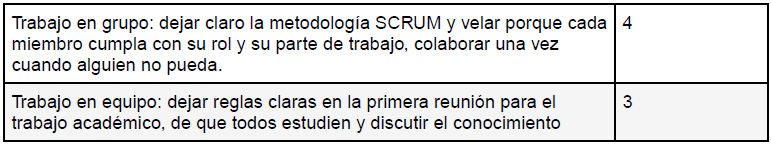 Trabajo en grupo: dejar claro la metodología SCRUM y velar porque cada
miembro cumpla con su rol y su parte de trabajo, colaborar una vez
cuando alguien no pueda.
4
Trabajo en equipo: dejar reglas claras en la primera reunión para el
trabajo académico, de que todos estudien y discutir el conocimiento
3